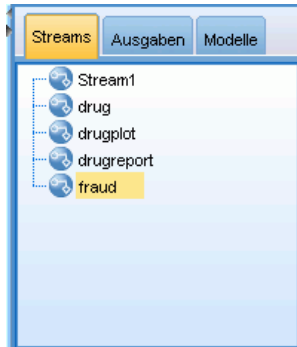 Streams Ausgaben Modelle
Stream1
drug
drugplot
drugreport
fraud